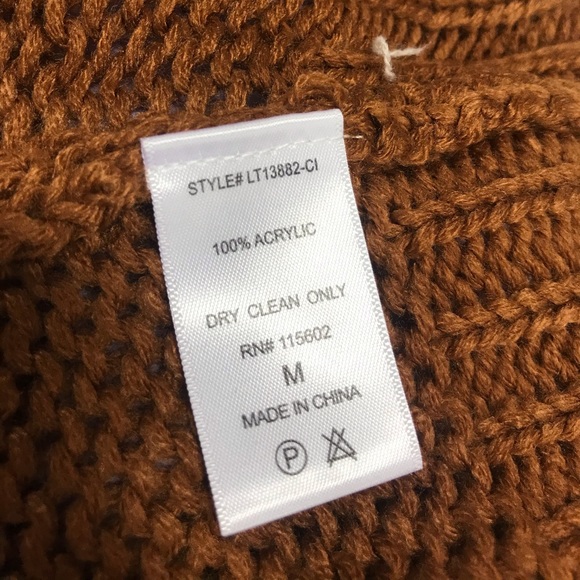 STYLE# LT13882-CI
100% ACRYLIC
DRY CLEAN ONLY
RN# 115602
M
MADE IN CHINA
P